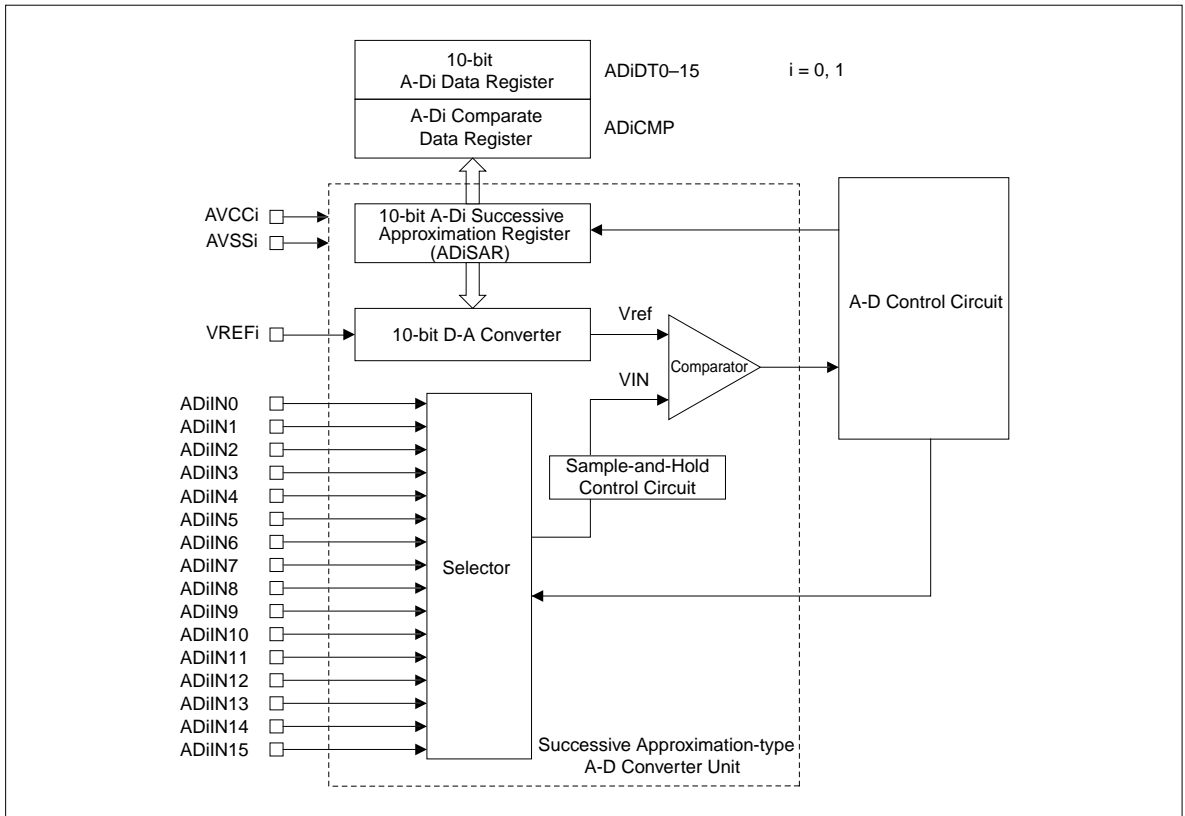 10-bit
A-Di Data Register
ADiDT0–15
i = 0, 1
A-Di Comparate
Data Register
ADiCMP
AVCCi
AVSSi
10-bit A-Di Successive
Approximation Register
(ADiSAR)
A-D Control Circuit
VREFi
10-bit D-A Converter
Vref
Comparator
VIN
ADiIN0
ADiIN1
ADiIN2
ADiIN3
ADiIN4
ADiIN5
ADiIN6
ADiIN7
ADiIN8
ADiIN9
ADiIN10
ADiIN11
ADiIN12
ADiIN13
ADiIN14
ADiIN15
Sample-and-Hold
Control Circuit
Selector
Successive Approximation-type
A-D Converter Unit